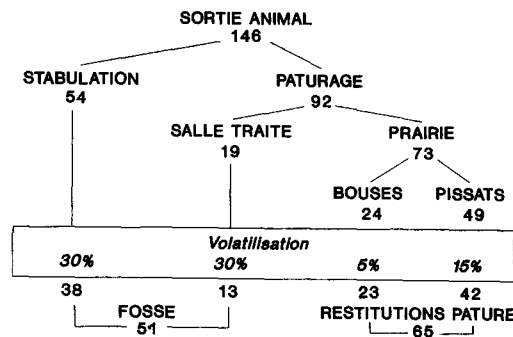 SORTIE ANIMAL
146
STABULATION
54
PATURAGE
92
SALLE TRAITE
19
PRAIRIE
73
BOUSES
24
PISSATS
49
Volatilisation
30% 30% 5% 15%
38 13 23 42
FOSSE
51
RESTITUTIONS PATURE
65